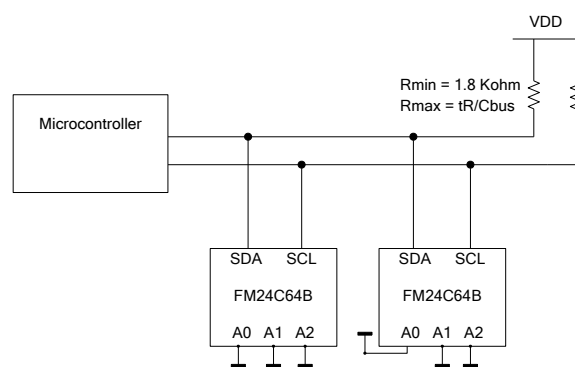 VDD
Rmin = 1.8 Kohm
Rmax = tR/Cbus
Microcontroller
SDA SCL SDA SCL
FM24C64B FM24C64B
A0 A1 A2 A0 A1 A2